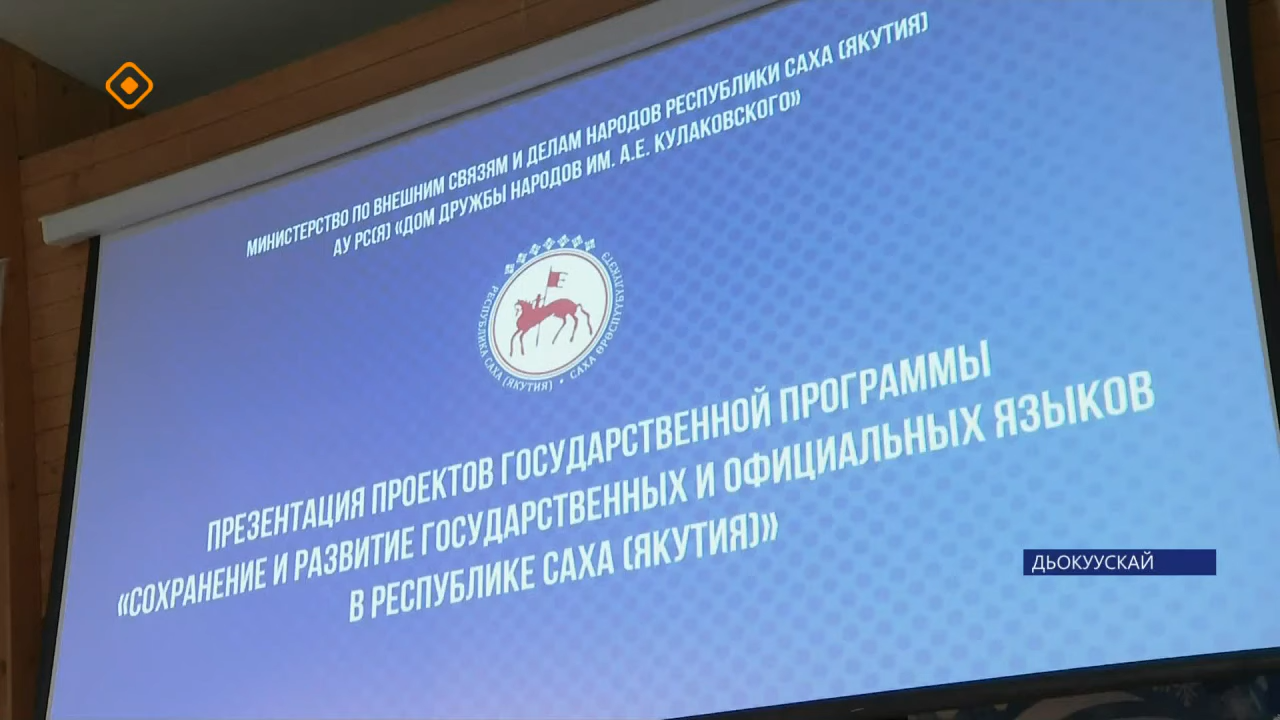 МИНИСТЕРСТВО ПО ВНЕШНИМ СВЯЗЯМ И ДЕЛАМ НАРОДОВ РЕСПУБЛИКИ САХА (ЯКУТИЯ)
АУ РС(Я) «ДОМ ДРУЖБЫ НАРОДОВ ИМ. А.Е. КУЛАКОВСКОГО»
РЕСПУБЛИКА САХА (ЯКУТИЯ) • САХА ӨРӨСПҮҮБҮЛҮКЭТЭ
ПРЕЗЕНТАЦИЯ ПРОЕКТОВ ГОСУДАРСТВЕННОЙ ПРОГРАММЫ
«СОХРАНЕНИЕ И РАЗВИТИЕ ГОСУДАРСТВЕННЫХ И ОФИЦИАЛЬНЫХ ЯЗЫКОВ
В РЕСПУБЛИКЕ САХА (ЯКУТИЯ)»
ДЬОКУУСКАЙ